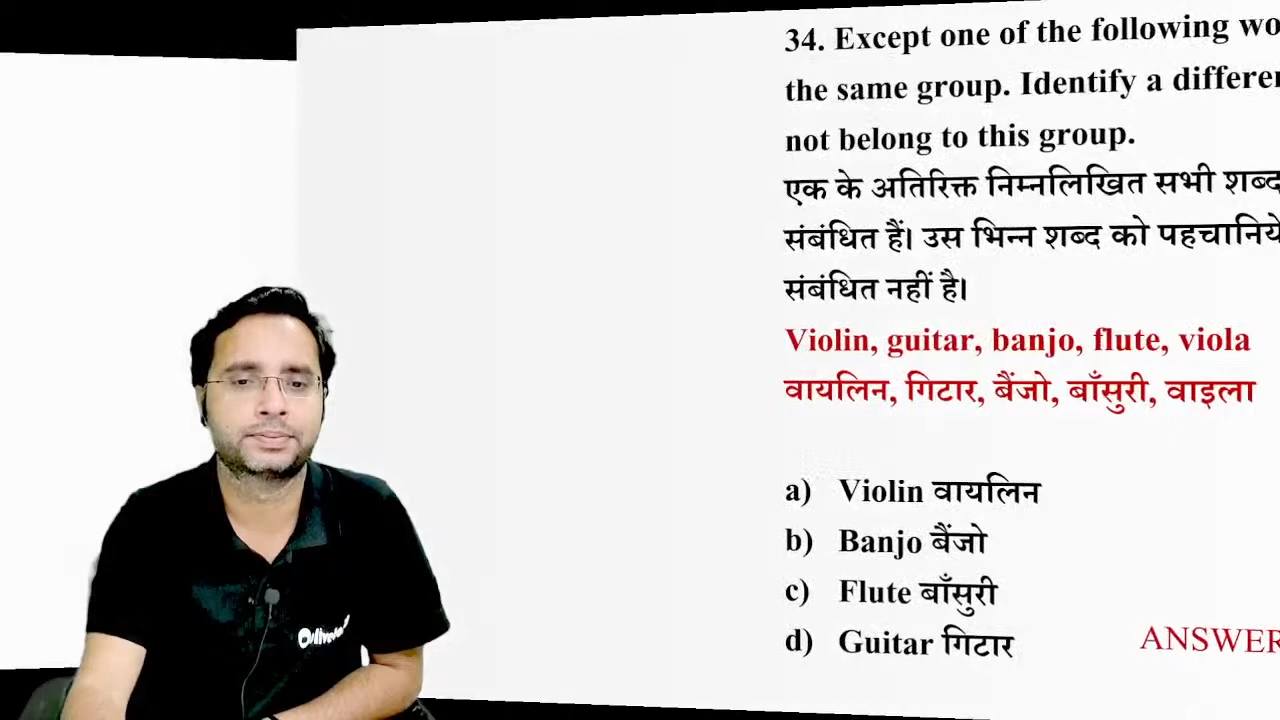 34. Except one of the following wo
the same group. Identify a differen
not belong to this group.
एक के अतिरिक्त निम्नलिखित सभी शब्द
संबंधित हैं। उस भिन्न शब्द को पहचानिये
संबंधित नहीं है।
Violin, guitar, banjo, flute, viola
वायलिन, गिटार, बैंजो, बाँसुरी, वाइला
a) Violin वायलिन
b) Banjo बैंजो
c) Flute बाँसुरी
d) Guitar गिटार
ANSWER